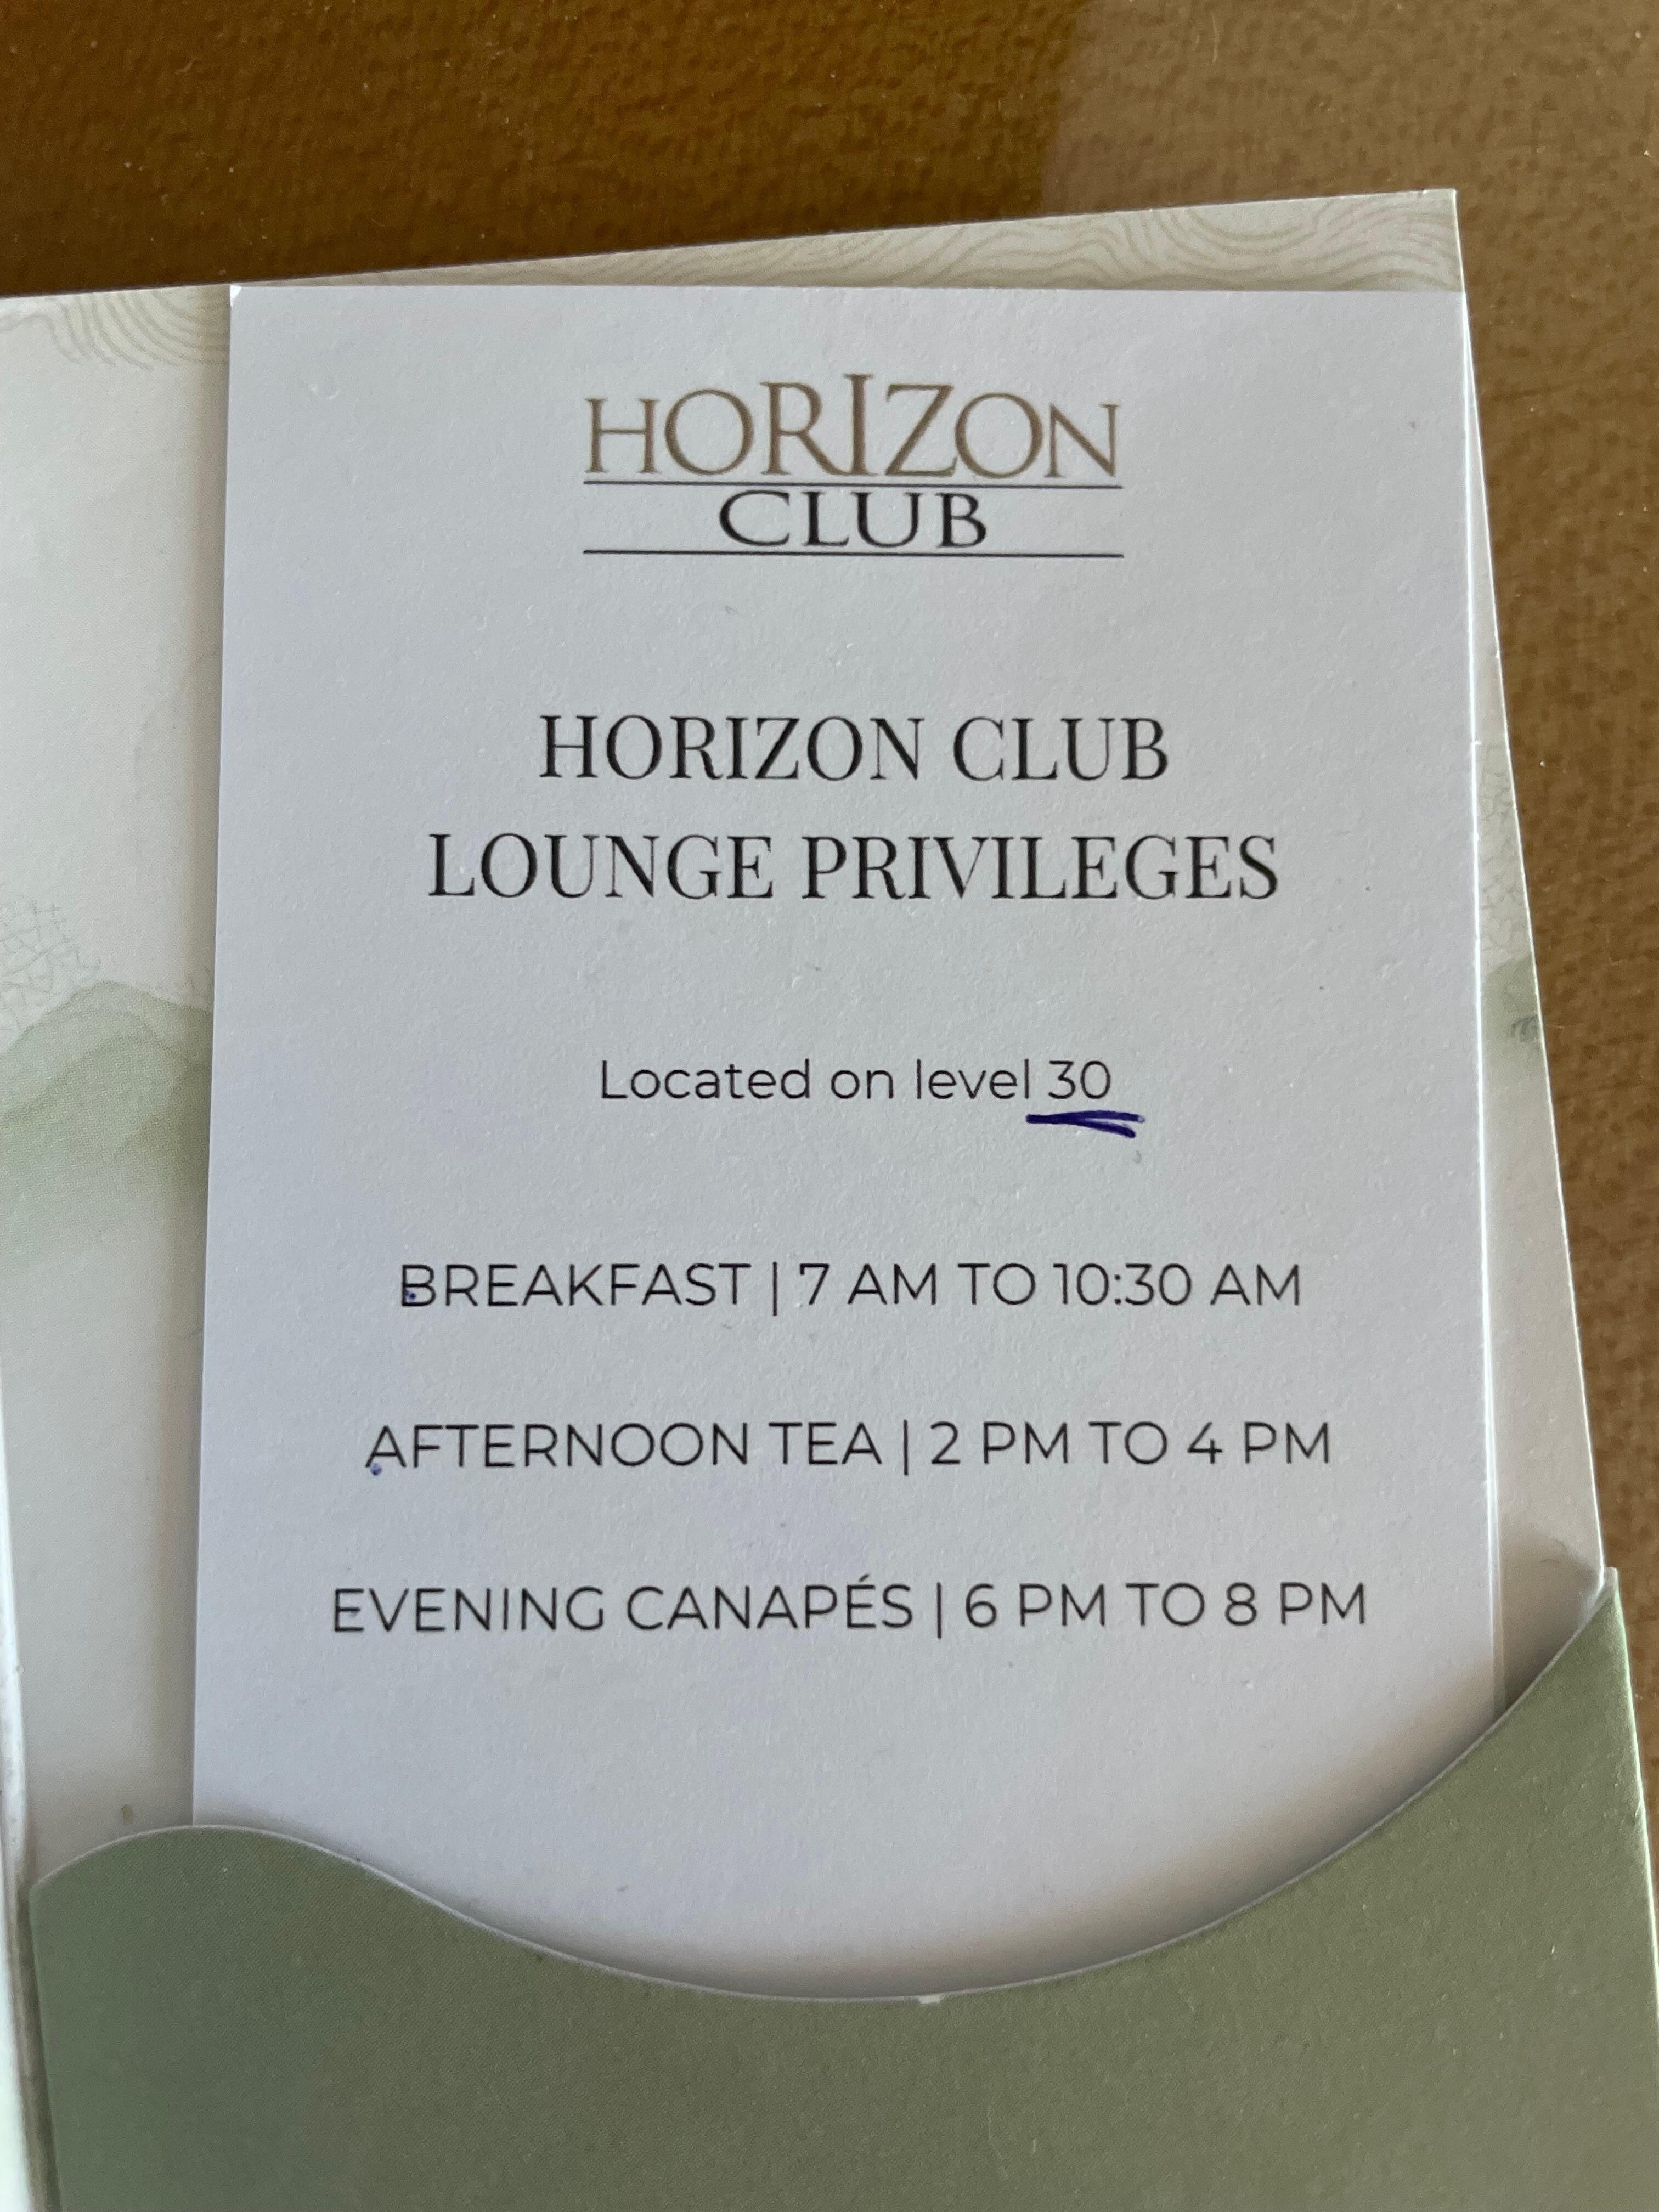 HORIZON
CLUB
HORIZON CLUB
LOUNGE PRIVILEGES
Located on level 30
BREAKFAST | 7 AM TO 10:30 AM
AFTERNOON TEA | 2 PM TO 4 PM
EVENING CANAPÉS | 6 PM TO 8 PM